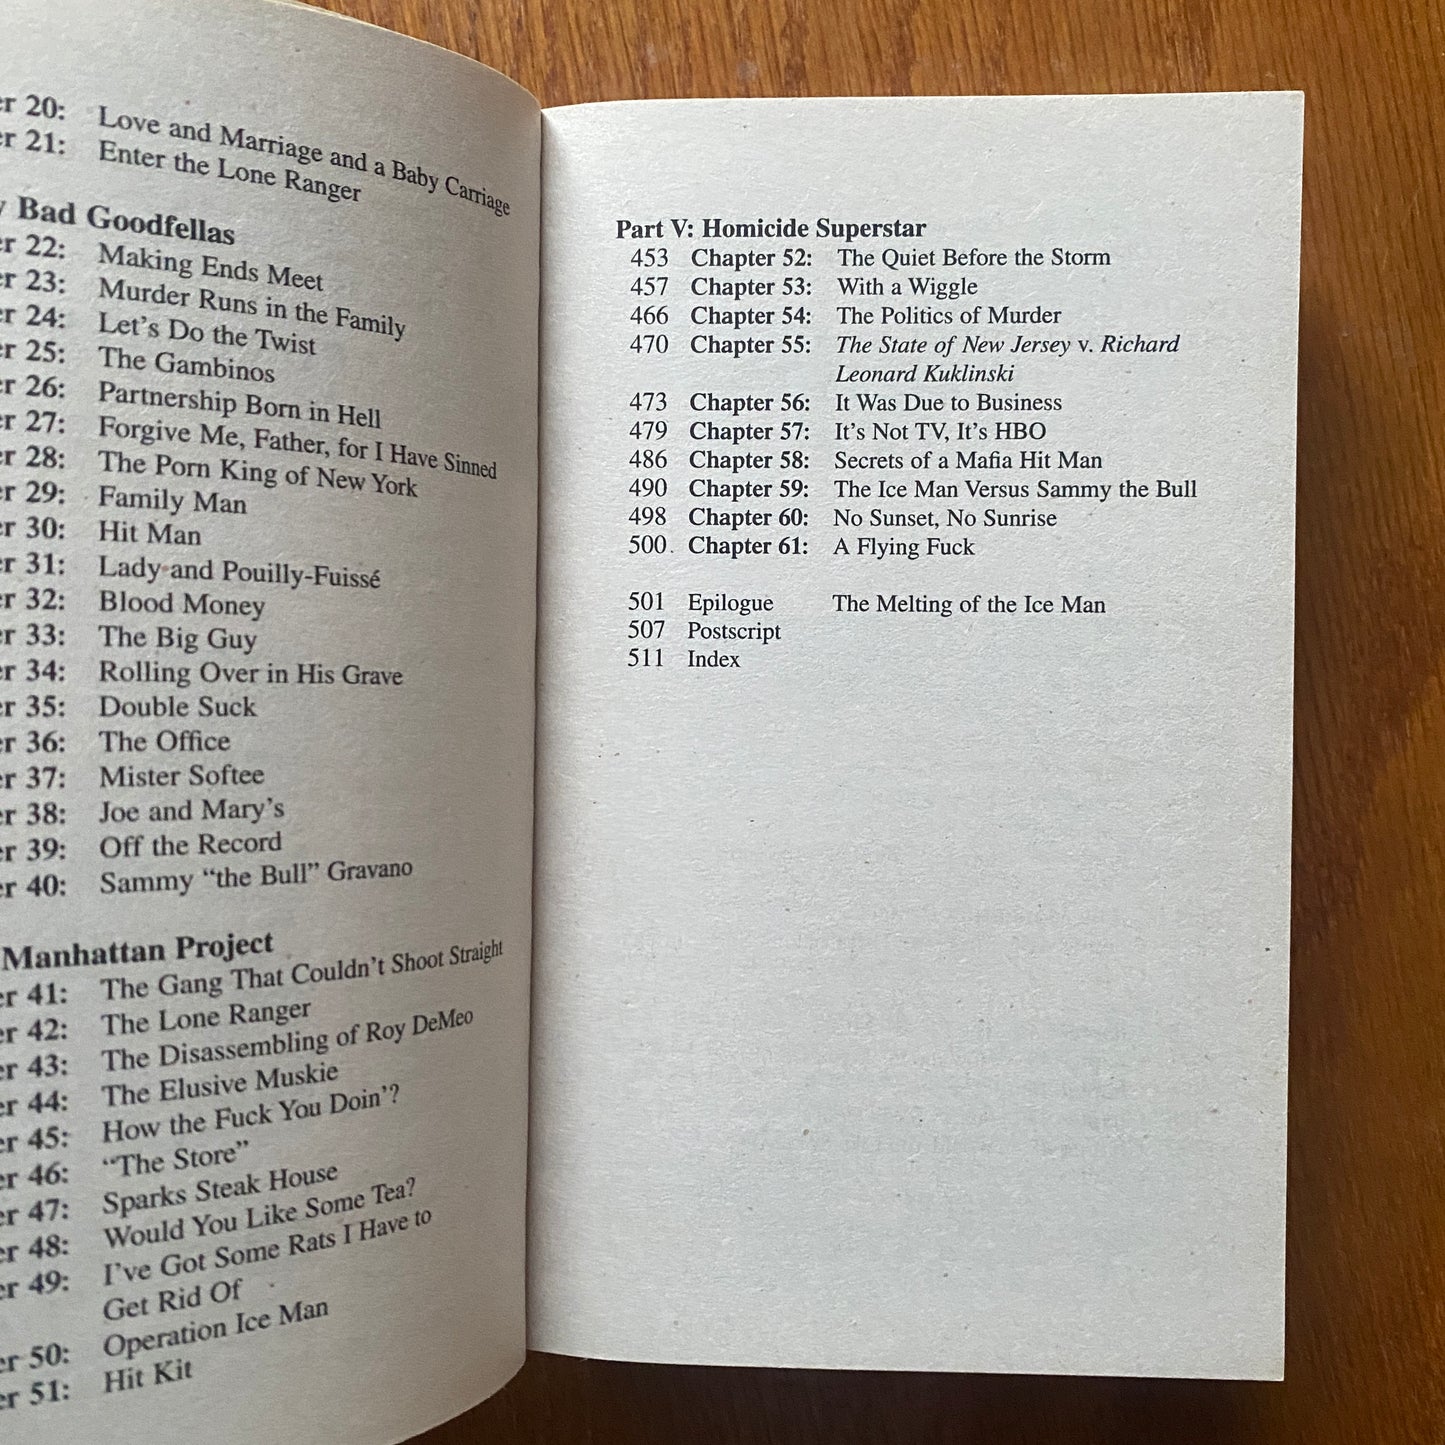 er 20: Love and Marriage and a Baby Carriage
er 21: Enter the Lone Ranger
y Bad Goodfellas
er 22: Making Ends Meet
er 23: Murder Runs in the Family
er 24: Let's Do the Twist
er 25: The Gambinos
er 26: Partnership Born in Hell
er 27: Forgive Me, Father, for I Have Sinned
er 28: The Porn King of New York
er 29: Family Man
er 30: Hit Man
er 31: Lady and Pouilly-Fuissé
er 32: Blood Money
er 33: The Big Guy
er 34: Rolling Over in His Grave
er 35: Double Suck
er 36: The Office
er 37: Mister Softee
er 38: Joe and Mary's
er 39: Off the Record
er 40: Sammy “the Bull” Gravano
Manhattan Project
er 41: The Gang That Couldn't Shoot Straight
er 42: The Lone Ranger
er 43: The Disassembling of Roy DeMeo
er 44: The Elusive Muskie
er 45: How the Fuck You Doin'?
er 46: “The Store”
er 47: Sparks Steak House
er 48: Would You Like Some Tea?
er 49: I've Got Some Rats I Have to
Get Rid Of
er 50: Operation Ice Man
er 51: Hit Kit
Part V: Homicide Superstar
453 Chapter 52: The Quiet Before the Storm
457 Chapter 53: With a Wiggle
466 Chapter 54: The Politics of Murder
470 Chapter 55: The State of New Jersey v. Richard
Leonard Kuklinski
473 Chapter 56: It Was Due to Business
479 Chapter 57: It's Not TV, It's HBO
486 Chapter 58: Secrets of a Mafia Hit Man
490 Chapter 59: The Ice Man Versus Sammy the Bull
498 Chapter 60: No Sunset, No Sunrise
500 Chapter 61: A Flying Fuck
501 Epilogue The Melting of the Ice Man
507 Postscript
511 Index